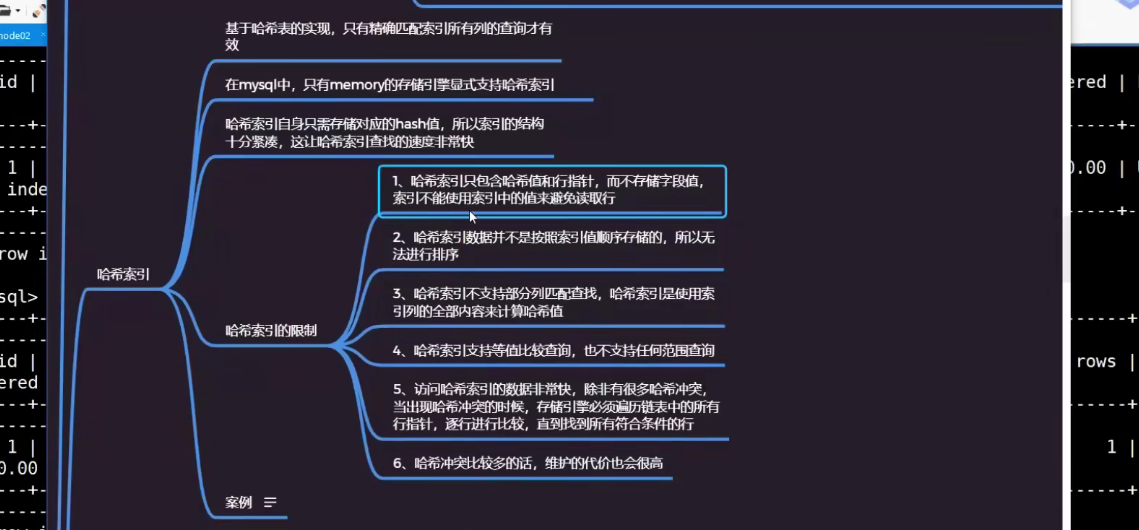 基于哈希表的实现，只有精确匹配索引所有列的查询才有
效
在mysql中，只有memory的存储引擎显式支持哈希索引
哈希索引自身只需存储对应的hash值，所以索引的结构
十分紧凑，这让哈希索引查找的速度非常快
1、哈希索引只包含哈希值和行指针，而不存储字段值，
索引不能使用索引中的值来避免读取行
2、哈希索引数据并不是按照索引值顺序存储的，所以无
法进行排序
哈希索引
3、哈希索引不支持部分列匹配查找，哈希索引是使用索
引列的全部内容来计算哈希值
哈希索引的限制
4、哈希索引支持等值比较查询，也不支持任何范围查询
5、访问哈希索引的数据非常快，除非有很多哈希冲突，
当出现哈希冲突的时候，存储引擎必须遍历链表中的所有
行指针，逐行进行比较，直到找到所有符合条件的行
6、哈希冲突比较多的话，维护的代价也会很高
案例
node02
id |
---+-
1 |
inde
row i
sql>
---+-
id |
ered
---+-
1 |
0.00
---+-
ered |
-----+-
0.00 |
-----+-
-----+-
rows |
-----+-
1 |
-----+-